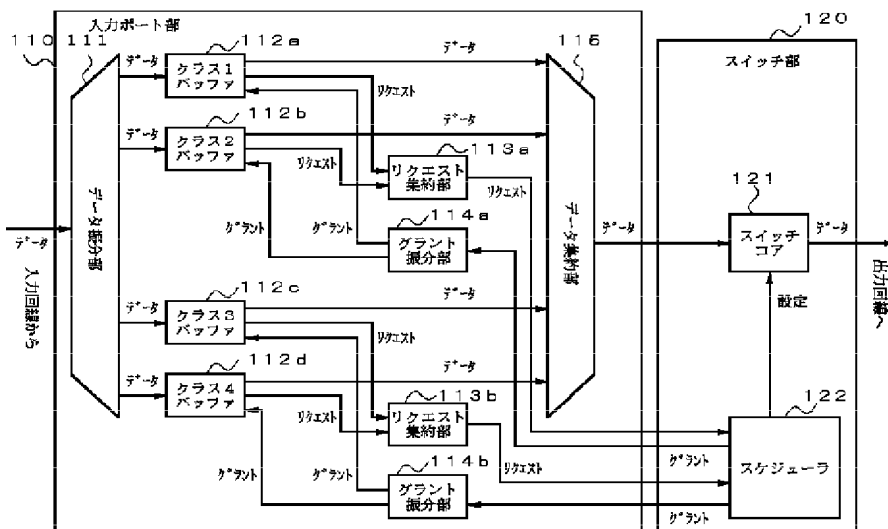 入力ポート部
120
110
111
112a
データ
115
スイッチ部
データ
クラス1
バッファ
リクエスト
112b
データ
データ
クラス2
バッファ
リクエスト
113a
リクエスト
集約部
リクエスト
121
データ振分部
グラント
グラント
114a
グラント
振分部
データ集約部
データ
データ
スイッチ
コア
データ
入力回線から
出力回線へ
112c
データ
データ
クラス3
バッファ
設定
リクエスト
112d
データ
データ
クラス4
バッファ
113b
122
リクエスト
リクエスト
集約部
グラント
グラント
グラント
114b
リクエスト
スケジューラ
グラント
振分部
グラント